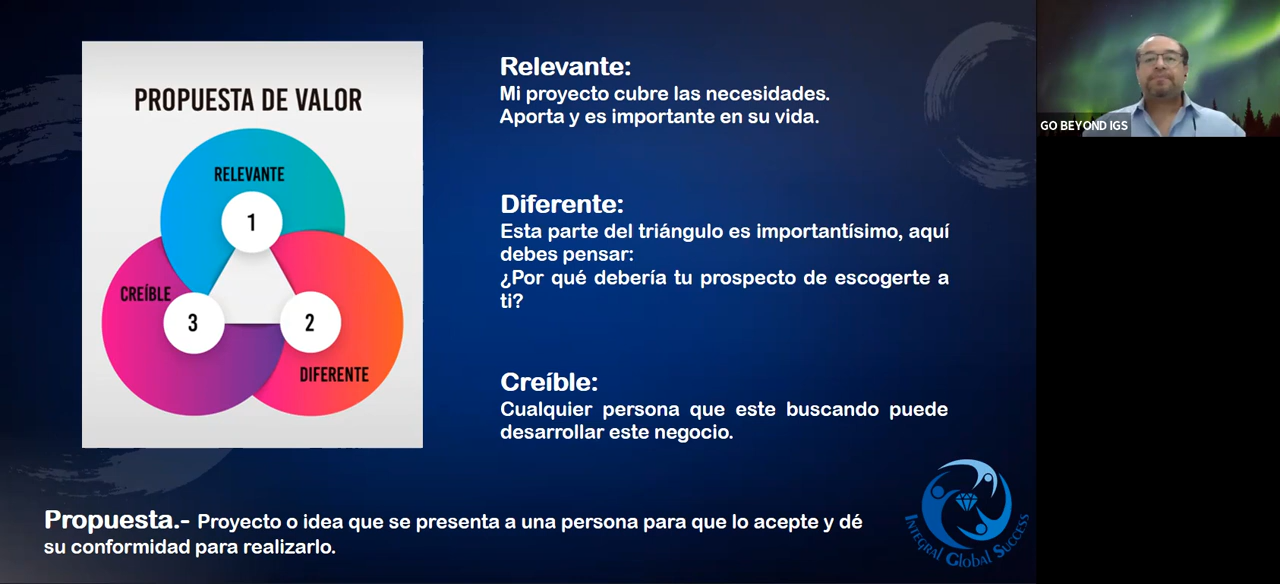 PROPUESTA DE VALOR
RELEVANTE
1
CREÍBLE
3
2
DIFERENTE
Relevante:
Mi proyecto cubre las necesidades.
Aporta y es importante en su vida.
Diferente:
Esta parte del triángulo es importantísimo, aquí
debes pensar:
¿Por qué debería tu prospecto de escogerte a
ti?
Creíble:
Cualquier persona que este buscando puede
desarrollar este negocio.
Propuesta.- Proyecto o idea que se presenta a una persona para que lo acepte y dé
su conformidad para realizarlo.
INTEGRAL GLOBAL SUCCESS
GO BEYOND IGS